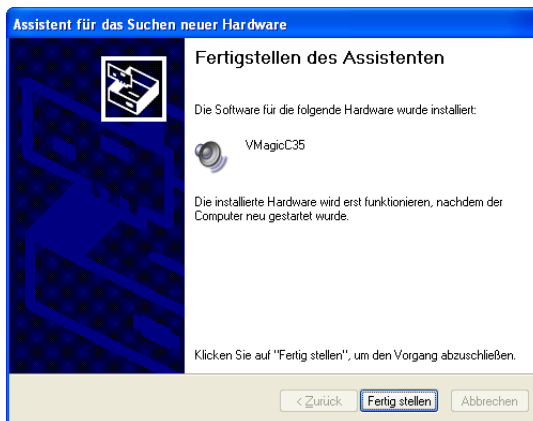 Assistent für das Suchen neuer Hardware
Fertigstellen des Assistenten
Die Software für die folgende Hardware wurde installiert:
VMagicC35
Die installierte Hardware wird erst funktionieren, nachdem der
Computer neu gestartet wurde.
Klicken Sie auf "Fertig stellen", um den Vorgang abzuschließen.
< Zurück Fertig stellen Abbrechen